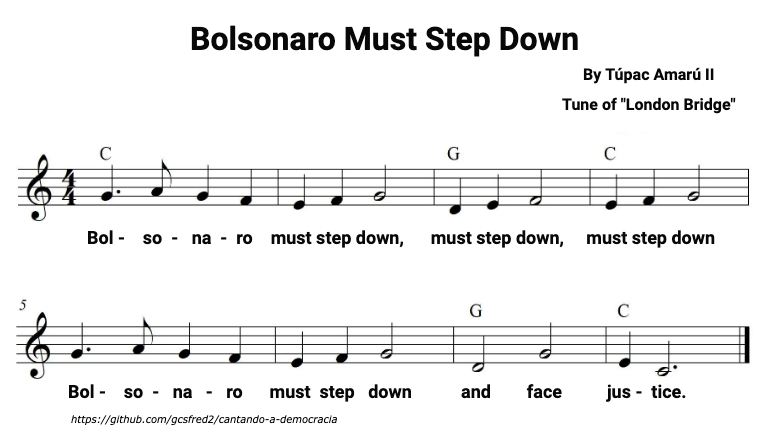 Bolsonaro Must Step Down
By Túpac Amarú II
Tune of "London Bridge"
C G C
4
4
Bol - so - na - ro must step down, must step down, must step down
5
G C
Bol - so - na - ro must step down and face jus - tice.
https://github.com/gcsfred2/cantando-a-democracia